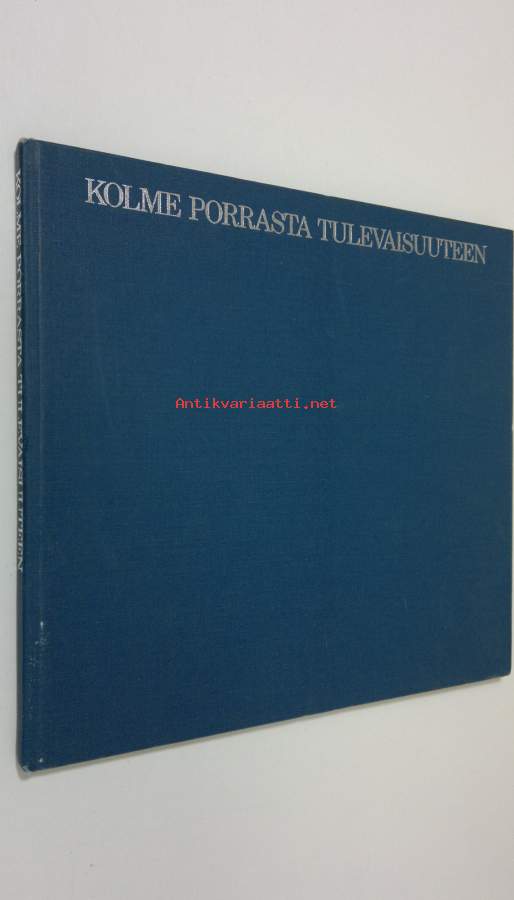 KOLME PORRASTA TULEVAISUUTEEN
KOLME PORRASTA TULEVAISUUTEEN
Antikvariaatti.net